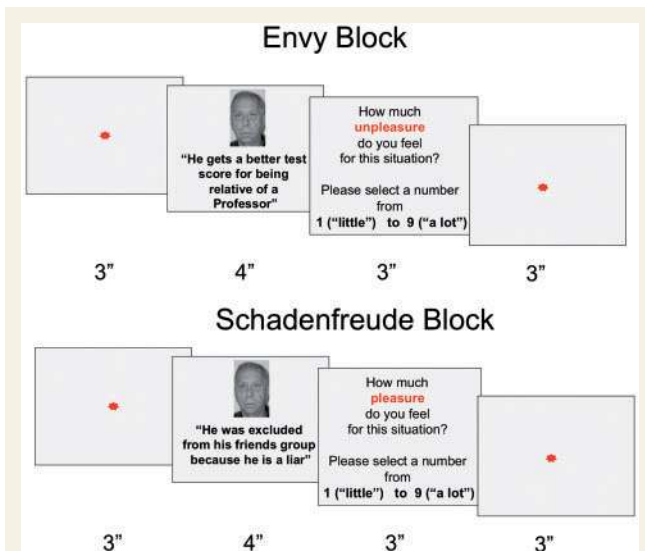 Envy Block
"He gets a better test
score for being
relative of a
Professor"
How much
unpleasure
do you feel
for this situation?
Please select a number
from
1 ("little") to 9 ("a lot")
3"
4"
3"
3"
Schadenfreude Block
"He was excluded
from his friends group
because he is a liar"
How much
pleasure
do you feel
for this situation?
Please select a number
from
1 ("little") to 9 ("a lot")
3"
4"
3"
3"